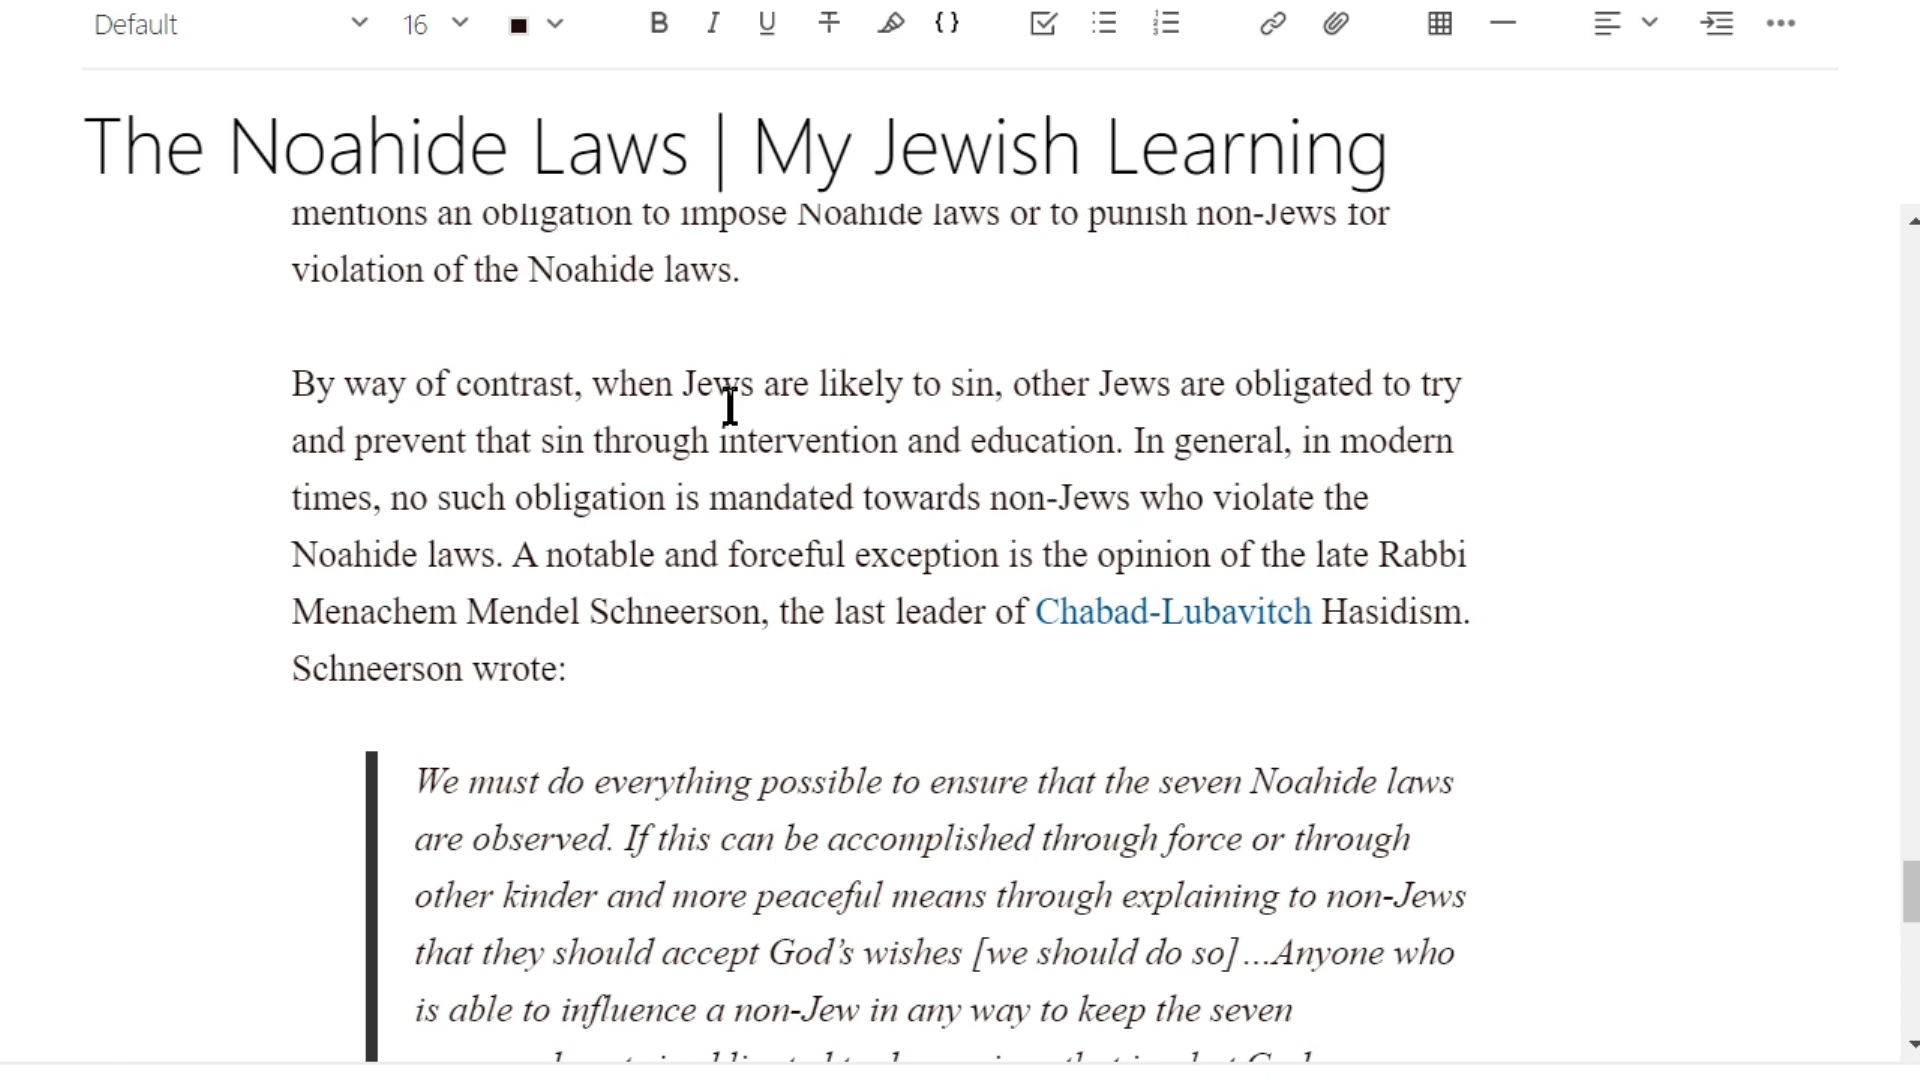 Default 16
The Noahide Laws | My Jewish Learning
mentions an obligation to impose Noahide laws or to punish non-Jews for
violation of the Noahide laws.
By way of contrast, when Jews are likely to sin, other Jews are obligated to try
and prevent that sin through intervention and education. In general, in modern
times, no such obligation is mandated towards non-Jews who violate the
Noahide laws. A notable and forceful exception is the opinion of the late Rabbi
Menachem Mendel Schneerson, the last leader of Chabad-Lubavitch Hasidism.
Schneerson wrote:
We must do everything possible to ensure that the seven Noahide laws
are observed. If this can be accomplished through force or through
other kinder and more peaceful means through explaining to non-Jews
that they should accept God’s wishes [we should do so]…Anyone who
is able to influence a non-Jew in any way to keep the seven